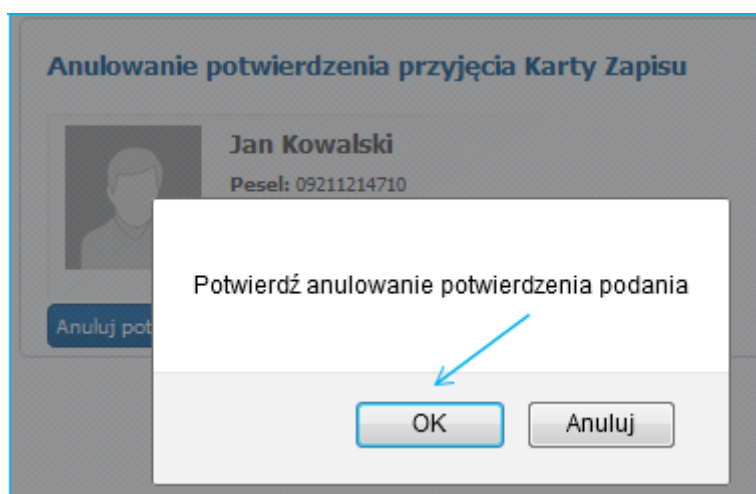 Anulowanie potwierdzenia przyjęcia Karty Zapisu
Jan Kowalski
Pesel: 09211214710
Potwierdź anulowanie potwierdzenia podania
Anuluj pot
OK Anuluj